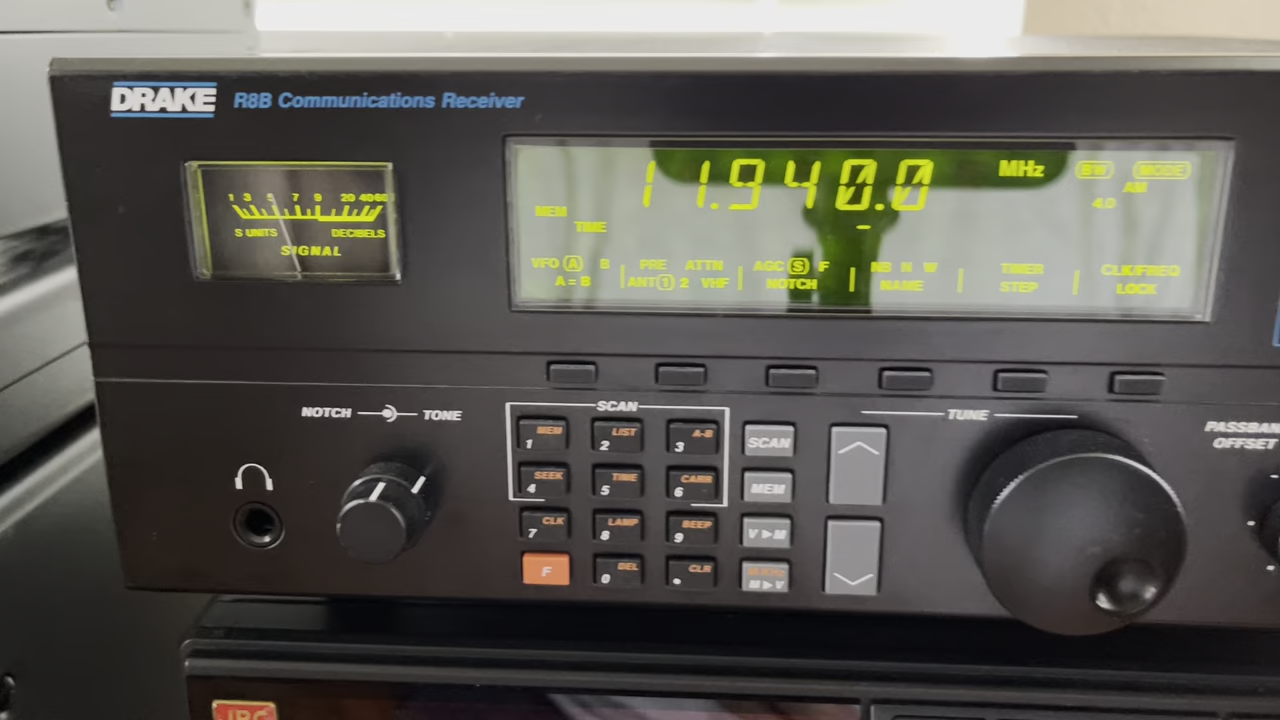 DRAKE R8B Communications Receiver
11.940.0 MHz BW MODE
AM
4.0
MEM
TIME
VFO A B PRE ATTN AGC S F NB N W TIMER CLK/FREQ
A = B ANT 1 2 VHF NOTCH NAME STEP LOCK
1 3 5 7 9 20 40 60
S UNITS DECIBELS
SIGNAL
NOTCH TONE
SCAN
TUNE
PASSBAN
OFFSET
1 MEM 2 LIST 3 A-B SCAN
4 SEEK 5 TIME 6 CARR MEM
7 CLK 8 LAMP 9 BEEP V►M
F 0 DEL . CLR M►V
JRC